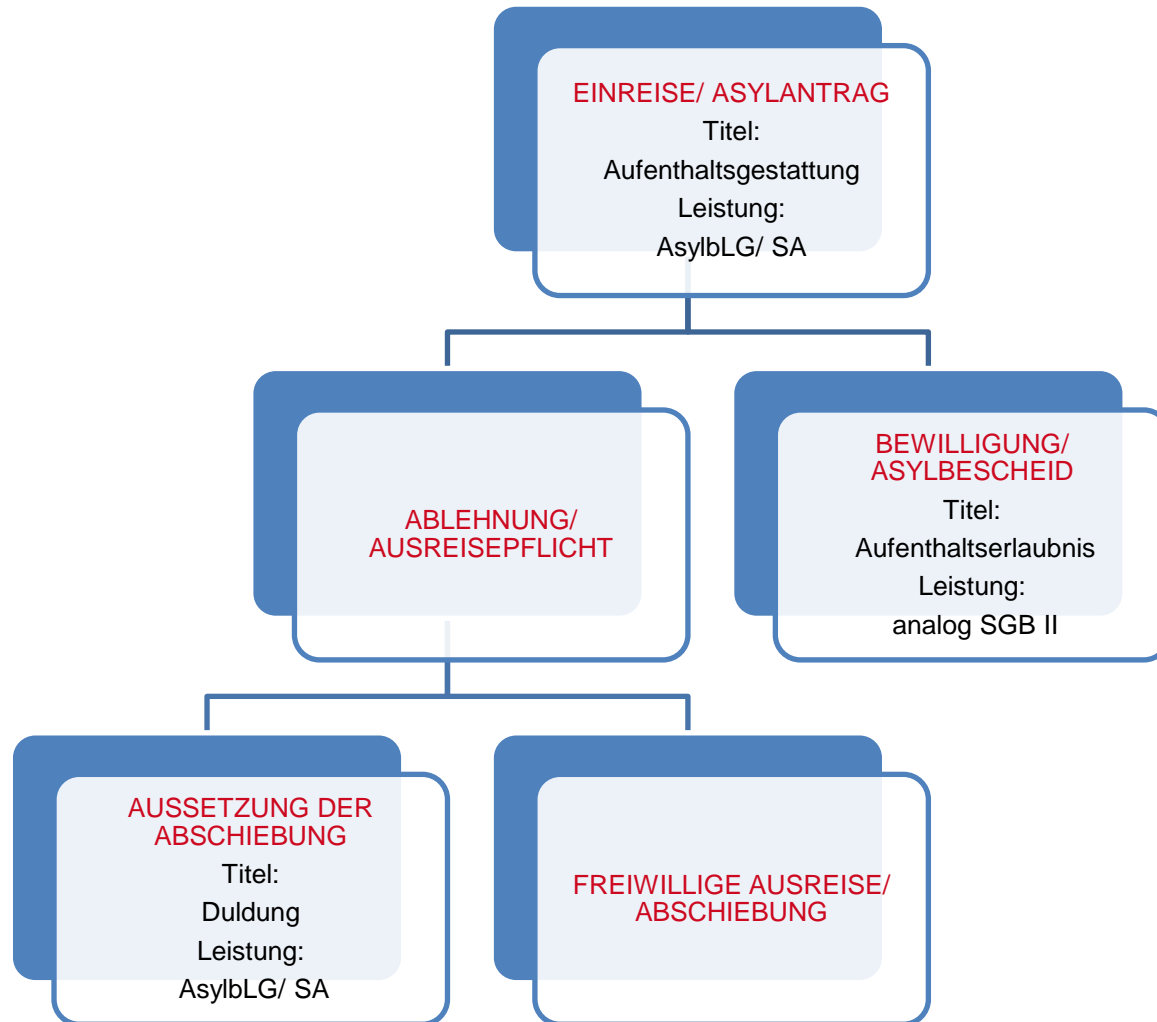 EINREISE/ ASYLANTRAG
Titel:
Aufenthaltsgestattung
Leistung:
AsylbLG/ SA
ABLEHNUNG/
AUSREISEPFLICHT
BEWILLIGUNG/
ASYLBESCHEID
Titel:
Aufenthaltserlaubnis
Leistung:
analog SGB II
AUSSETZUNG DER
ABSCHIEBUNG
Titel:
Duldung
Leistung:
AsylbLG/ SA
FREIWILLIGE AUSREISE/
ABSCHIEBUNG